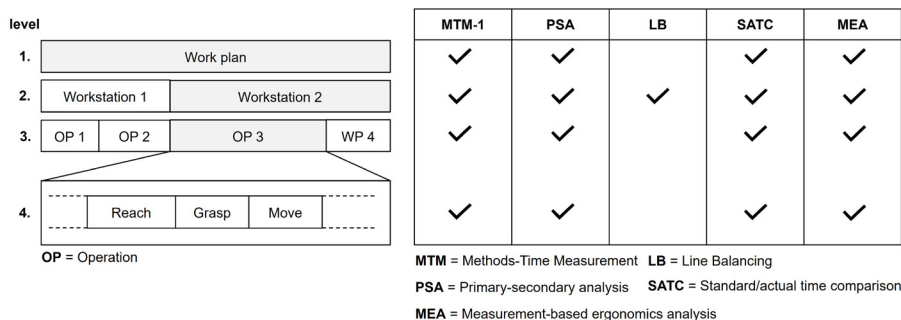 level
MTM-1 PSA LB SATC MEA
1. Work plan
2. Workstation 1 Workstation 2
3. OP 1 OP 2 OP 3 WP 4
4. Reach Grasp Move
OP = Operation
MTM = Methods-Time Measurement LB = Line Balancing
PSA = Primary-secondary analysis SATC = Standard/actual time comparison
MEA = Measurement-based ergonomics analysis